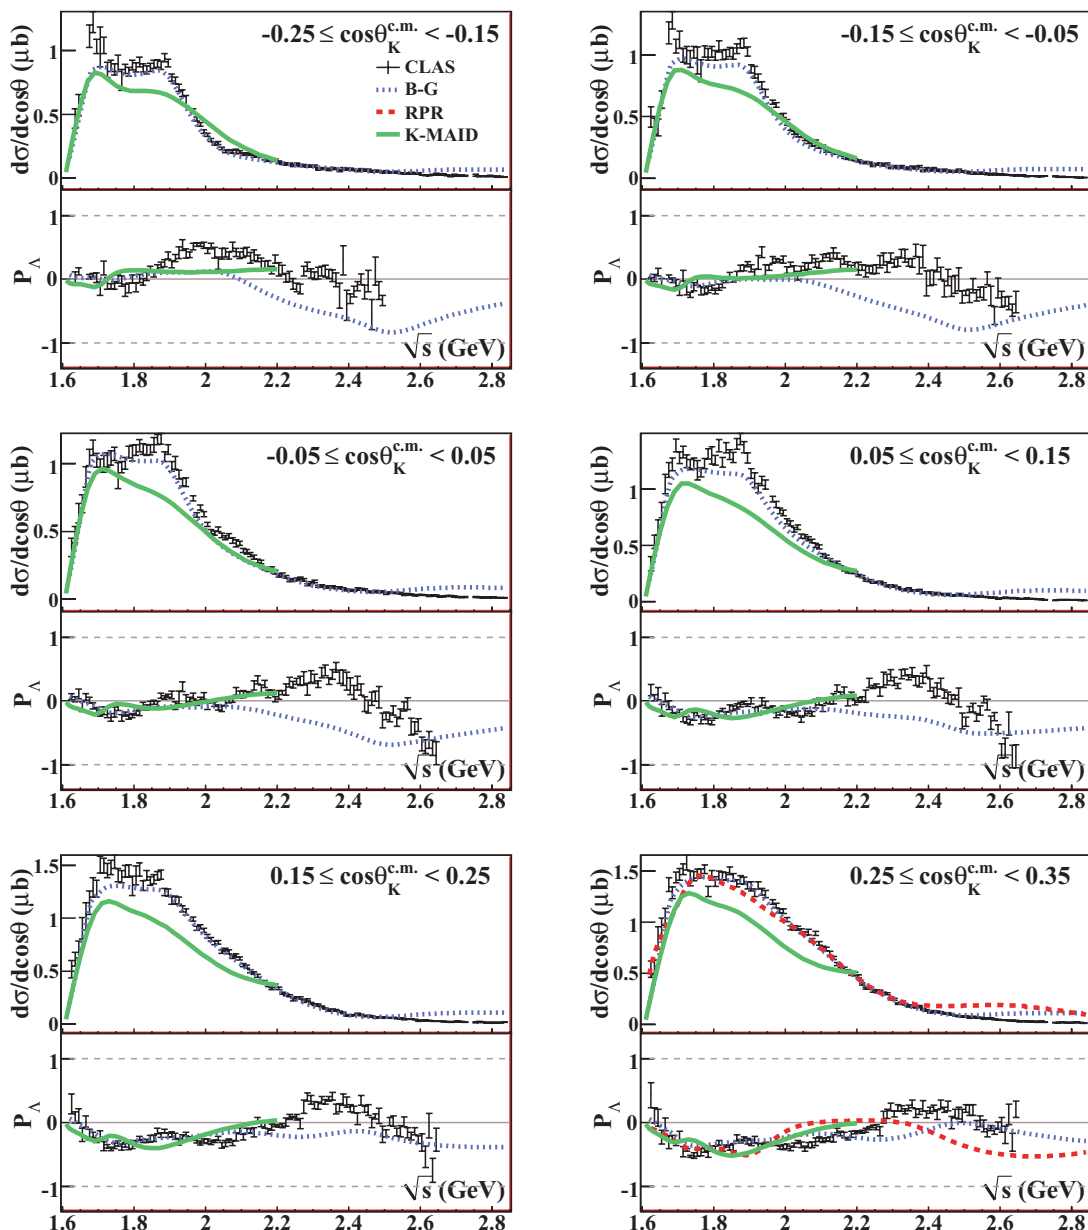 -0.25 ≤ cosθ_K^{c.m.} < -0.15
CLAS
B-G
RPR
K-MAID
dσ/dcosθ (μb)
1
0.5
0
P_Λ
1
0
-1
√s (GeV)
1.6 1.8 2 2.2 2.4 2.6 2.8
-0.15 ≤ cosθ_K^{c.m.} < -0.05
dσ/dcosθ (μb)
1
0.5
0
P_Λ
1
0
-1
√s (GeV)
1.6 1.8 2 2.2 2.4 2.6 2.8
-0.05 ≤ cosθ_K^{c.m.} < 0.05
dσ/dcosθ (μb)
1
0.5
0
P_Λ
1
0
-1
√s (GeV)
1.6 1.8 2 2.2 2.4 2.6 2.8
0.05 ≤ cosθ_K^{c.m.} < 0.15
dσ/dcosθ (μb)
1
0.5
0
P_Λ
1
0
-1
√s (GeV)
1.6 1.8 2 2.2 2.4 2.6 2.8
0.15 ≤ cosθ_K^{c.m.} < 0.25
dσ/dcosθ (μb)
1.5
1
0.5
0
P_Λ
1
0
-1
√s (GeV)
1.6 1.8 2 2.2 2.4 2.6 2.8
0.25 ≤ cosθ_K^{c.m.} < 0.35
dσ/dcosθ (μb)
1.5
1
0.5
0
P_Λ
1
0
-1
√s (GeV)
1.6 1.8 2 2.2 2.4 2.6 2.8